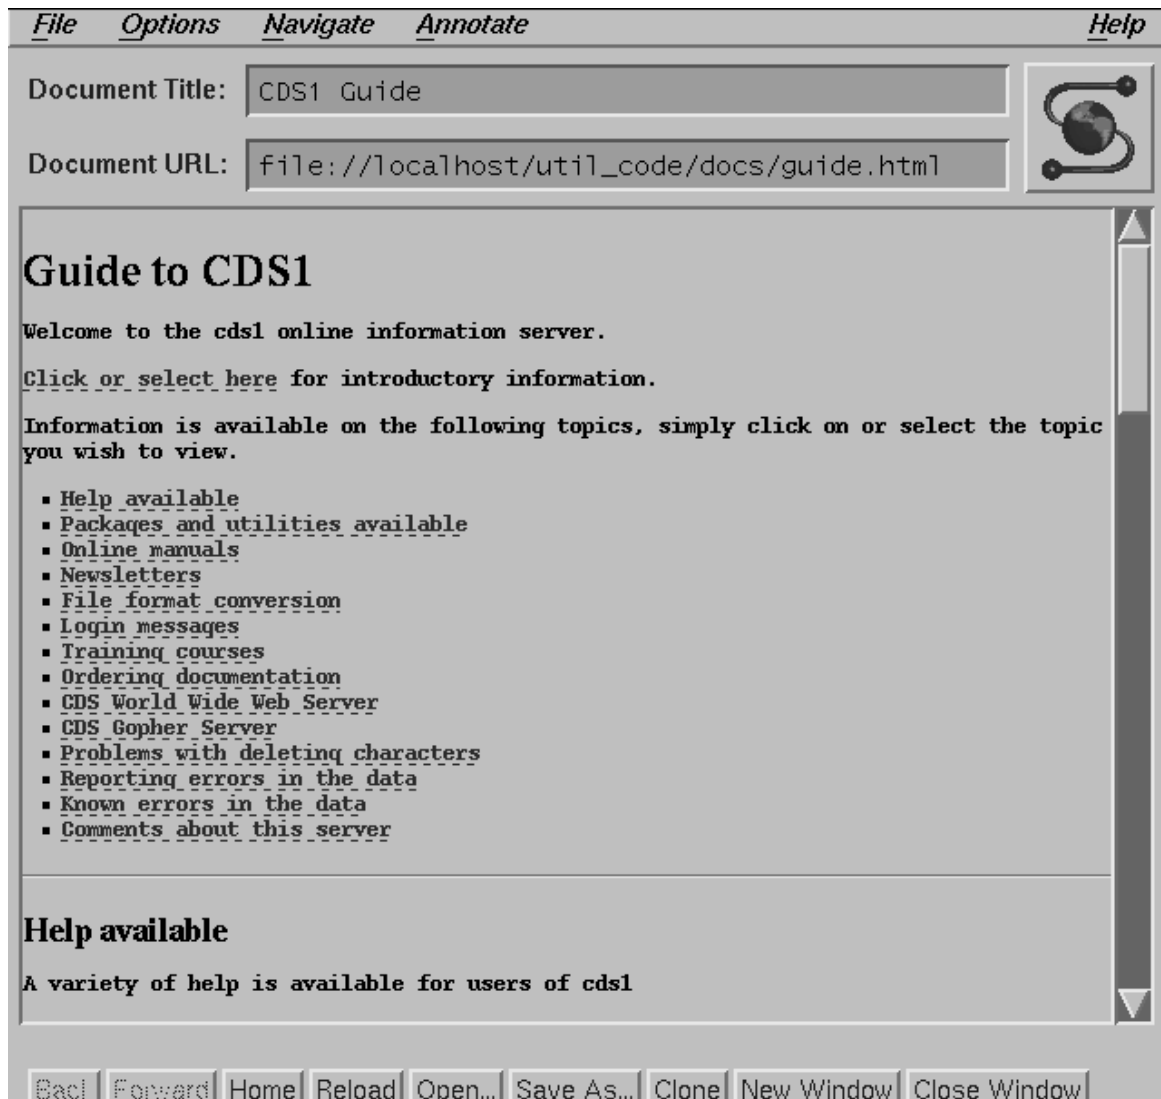 File Options Navigate Annotate Help
Document Title: CDS1 Guide
Document URL: file://localhost/util_code/docs/guide.html
Guide to CDS1
Welcome to the cds1 online information server.
Click or select here for introductory information.
Information is available on the following topics, simply click on or select the topic
you wish to view.
Help available
Packages and utilities available
Online manuals
Newsletters
File format conversion
Login messages
Training courses
Ordering documentation
CDS World Wide Web Server
CDS Gopher Server
Problems with deleting characters
Reporting errors in the data
Known errors in the data
Comments about this server
Help available
A variety of help is available for users of cds1
Back Forward Home Reload Open... Save As... Clone New Window Close Window